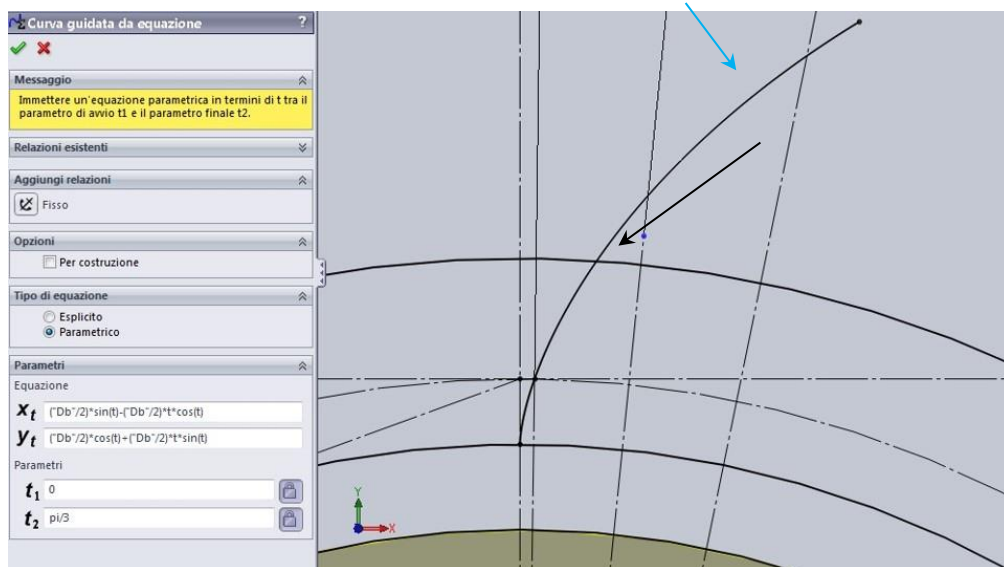 Curva guidata da equazione ?
Messaggio
Immettere un'equazione parametrica in termini di t tra il
parametro di avvio t1 e il parametro finale t2.
Relazioni esistenti
Aggiungi relazioni
Fisso
Opzioni
Per costruzione
Tipo di equazione
Esplicito
Parametrico
Parametri
Equazione
Xt ("Db"/2)*sin(t)-("Db"/2)*t*cos(t)
yt ("Db"/2)*cos(t)+("Db"/2)*t*sin(t)
Parametri
t1 0
t2 pi/3
Y
X